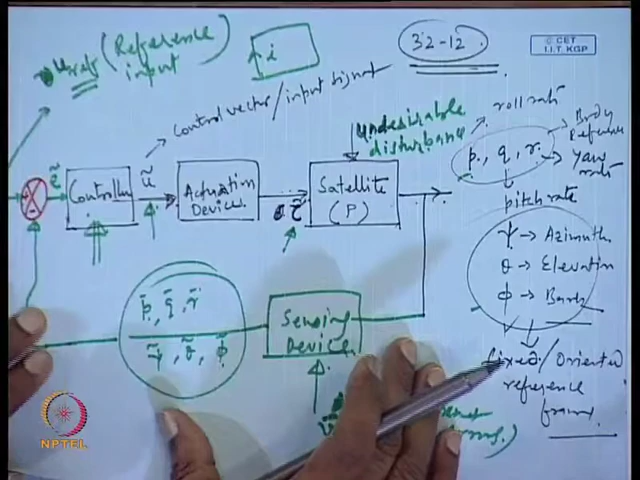 (Reference
input)
32-12
© CET
I.I.T. KGP
Control vector/input signal
undesirable
disturbance
roll rate
p, q, r.
Body
Reference
yaw
rate
pitch rate
Controller
ũ
Actuation
Device.
Satellite
(P)
ψ → Azimuth
θ → Elevation
φ → Bank
p̄, q̄, r̄
Sensing
Device
fixed/Oriented
reference
frame.
NPTEL